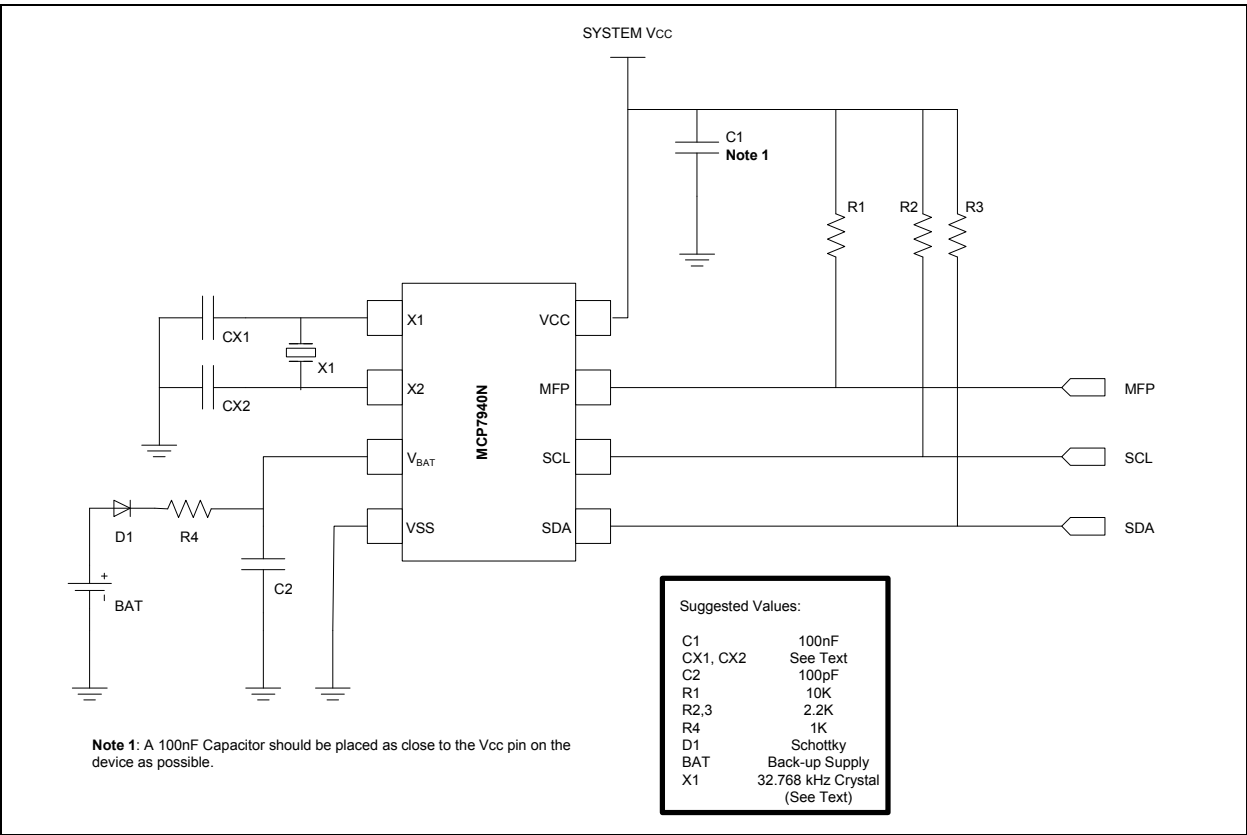 SYSTEM VCC
C1
Note 1
R1
R2
R3
X1
VCC
CX1
X1
X2
MFP
MFP
CX2
MCP7940N
VBAT
SCL
SCL
D1
R4
VSS
SDA
SDA
+
-
BAT
C2
Suggested Values:
C1 100nF
CX1, CX2 See Text
C2 100pF
R1 10K
R2,3 2.2K
R4 1K
D1 Schottky
BAT Back-up Supply
X1 32.768 kHz Crystal
(See Text)
Note 1: A 100nF Capacitor should be placed as close to the Vcc pin on the
device as possible.